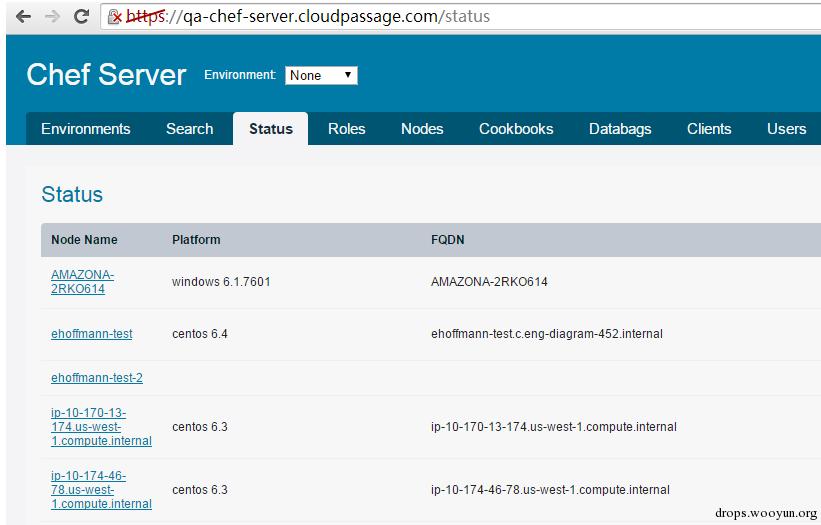 https://qa-chef-server.cloudpassage.com/status
Chef Server Environment: None
Environments Search Status Roles Nodes Cookbooks Databags Clients Users
Status
Node Name Platform FQDN
AMAZONA-
2RKO614 windows 6.1.7601 AMAZONA-2RKO614
ehoffmann-test centos 6.4 ehoffmann-test.c.eng-diagram-452.internal
ehoffmann-test-2
ip-10-170-13-
174.us-west-
1.compute.internal centos 6.3 ip-10-170-13-174.us-west-1.compute.internal
ip-10-174-46-
78.us-west-
1.compute.internal centos 6.3 ip-10-174-46-78.us-west-1.compute.internal
drops.wooyun.org